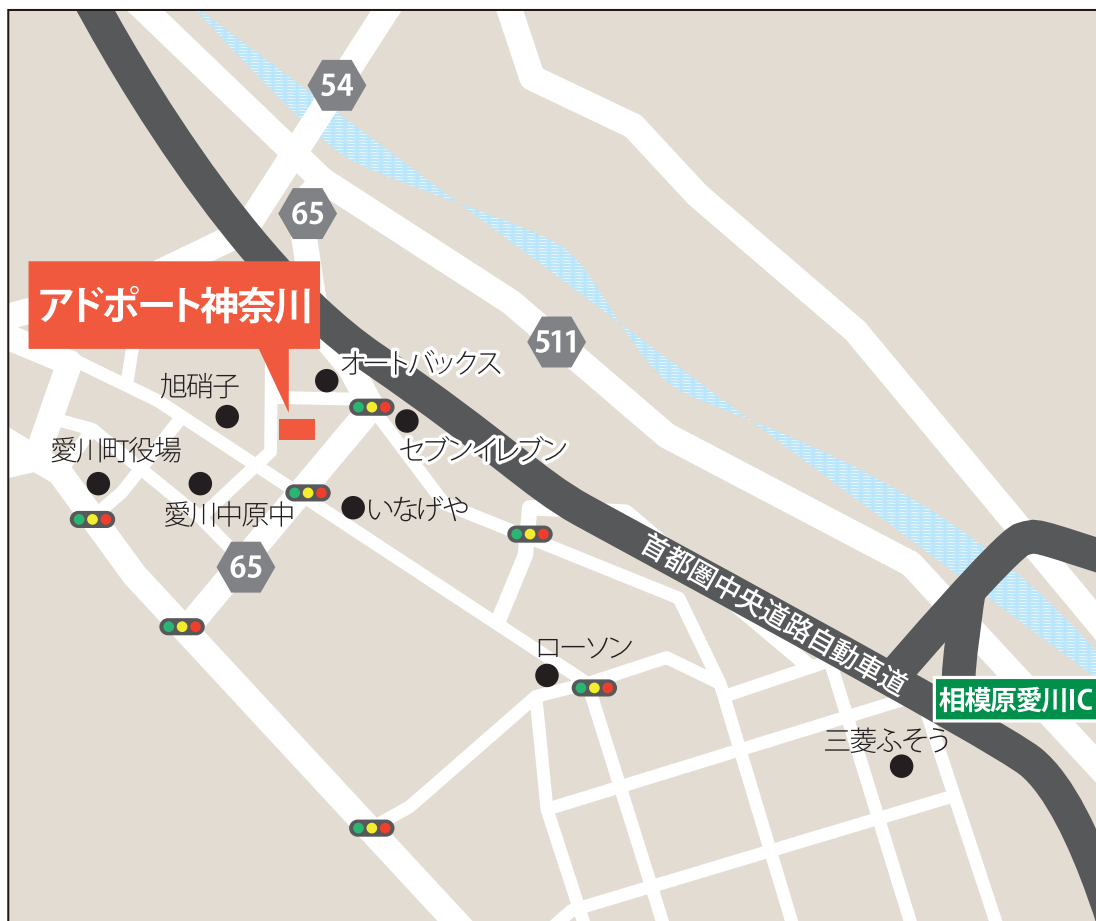 54
65
アドポート神奈川
511
オートバックス
旭硝子
セブンイレブン
愛川町役場
愛川中原中
いなげや
65
首都圏中央道路自動車道
ローソン
相模原愛川IC
三菱ふそう